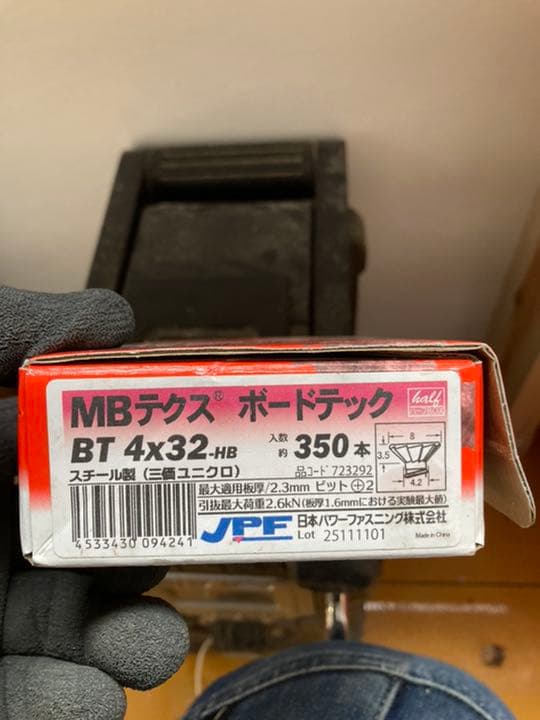 MBテクス® ボードテック
half
BT 4x32-HB 入数 約 350 本
スチール製 (三価ユニクロ) 品コード 723292
8
3.5
4.2
最大適用板厚/2.3mm ビット⊕2
引抜最大荷重2.6kN(板厚1.6mmにおける実験最大値)
4533430 094241
JPF 日本パワーファスニング株式会社
Lot 25111101 Made in China